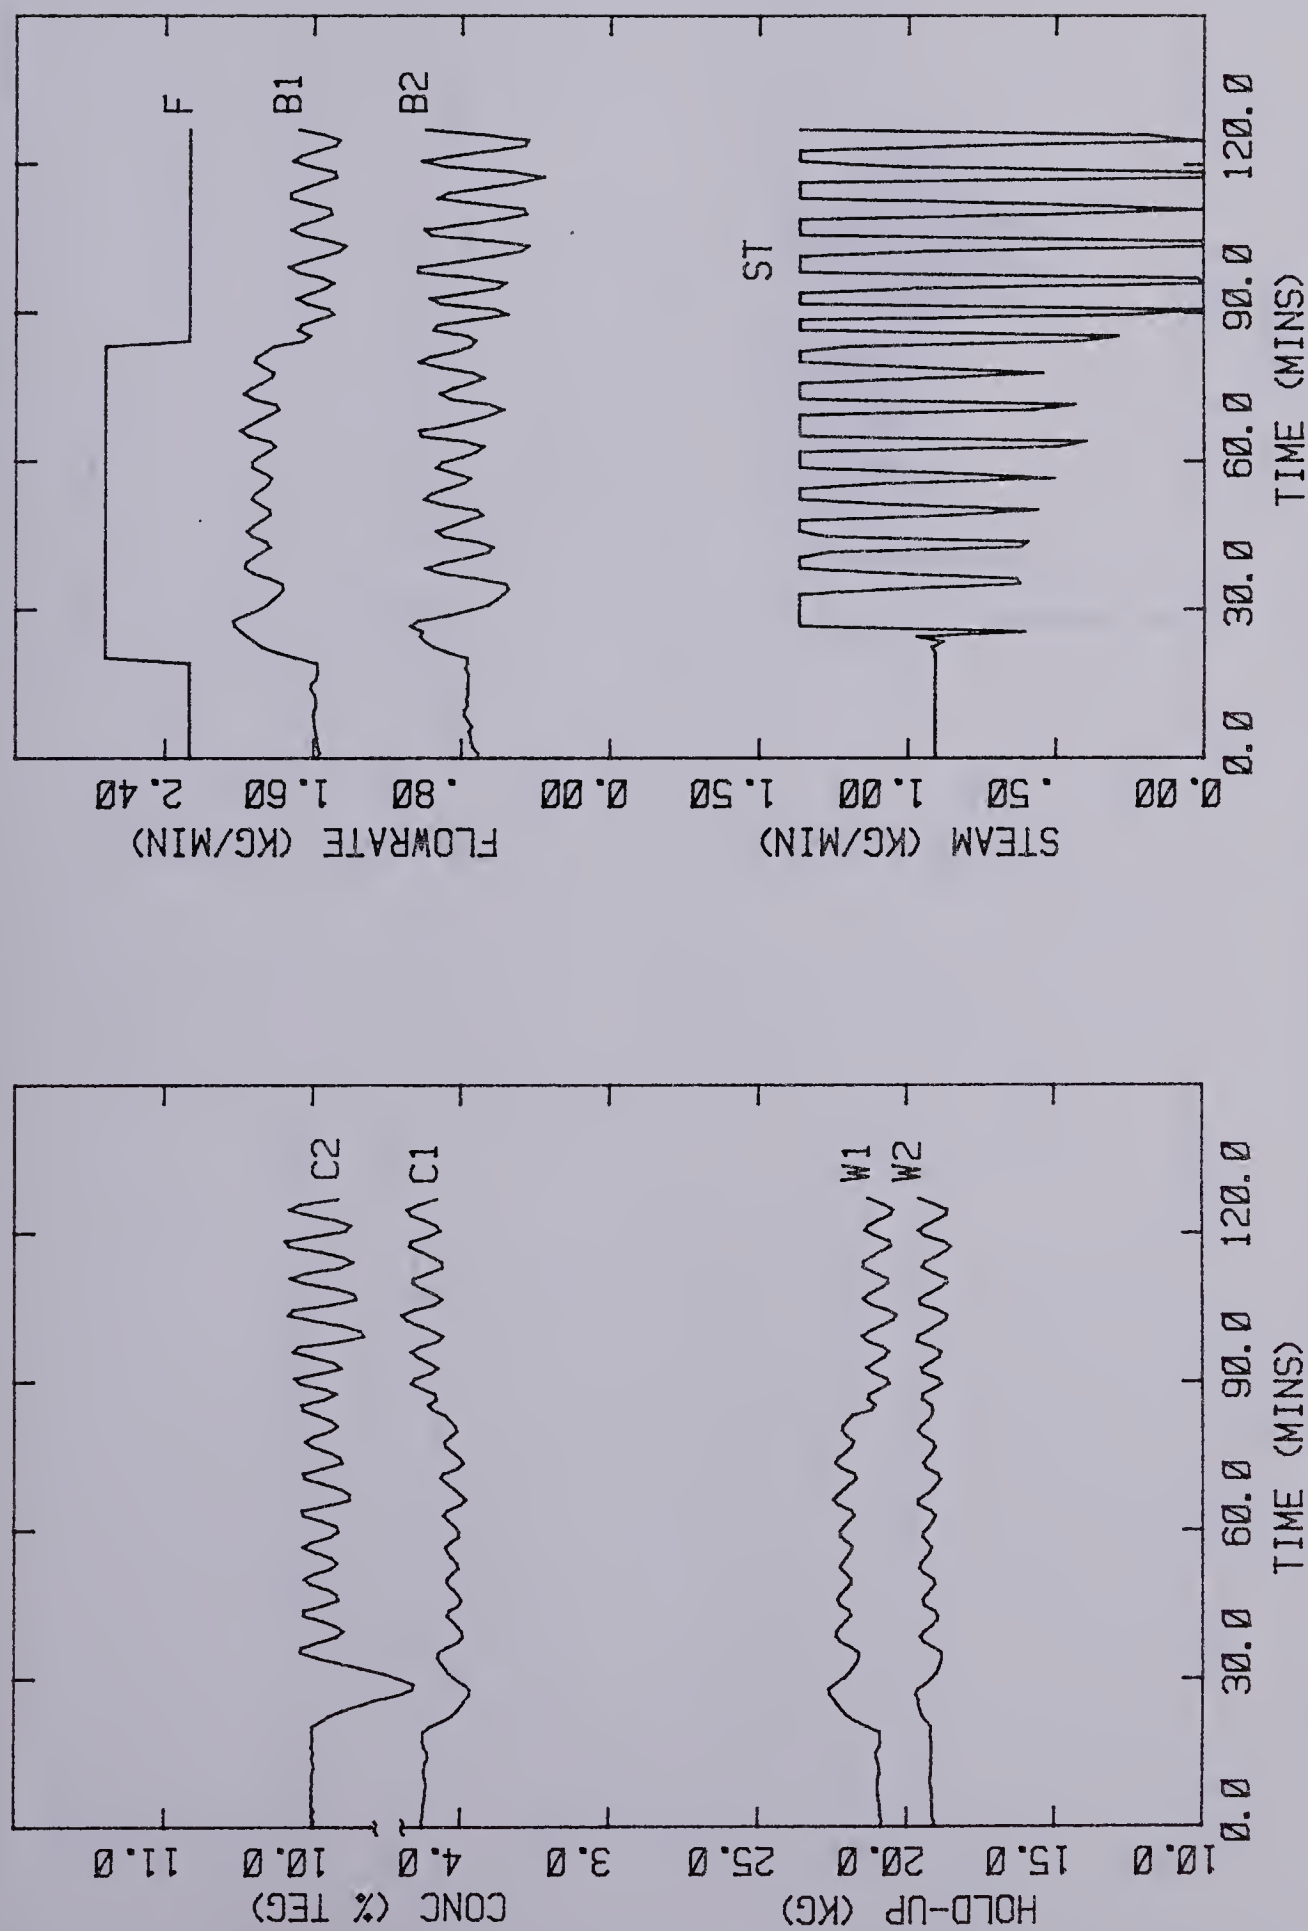 11.0
10.0
4.0
3.0
CONC (% TEG)
C2
C1
25.0
20.0
15.0
10.0
HOLD-UP (KG)
W1
W2
0.0 30.0 60.0 90.0 120.0
TIME (MINS)
2.40
1.60
.80
0.00
FLOWRATE (KG/MIN)
F
B1
B2
1.50
1.00
.50
0.00
STEAM (KG/MIN)
ST
0.0 30.0 60.0 90.0 120.0
TIME (MINS)